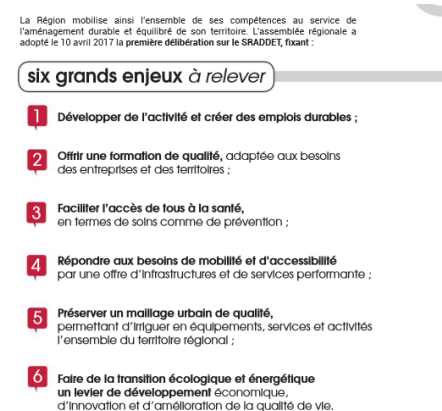 La Région mobilise ainsi l'ensemble de ses compétences au service de
l'aménagement durable et équilibré de son territoire. L'assemblée régionale a
adopté le 10 avril 2017 la première délibération sur le SRADDET, fixant :
six grands enjeux à relever
1 Développer de l'activité et créer des emplois durables ;
2 Offrir une formation de qualité, adaptée aux besoins
des entreprises et des territoires ;
3 Faciliter l'accès de tous à la santé,
en termes de soins comme de prévention ;
4 Répondre aux besoins de mobilité et d'accessibilité
par une offre d'infrastructures et de services performante ;
5 Préserver un maillage urbain de qualité,
permettant d'irriguer en équipements, services et activités
l'ensemble du territoire régional ;
6 Faire de la transition écologique et énergétique
un levier de développement économique,
d'innovation et d'amélioration de la qualité de vie.